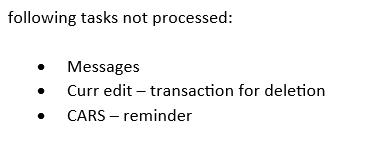 following tasks not processed:
• Messages
• Curr edit – transaction for deletion
• CARS – reminder